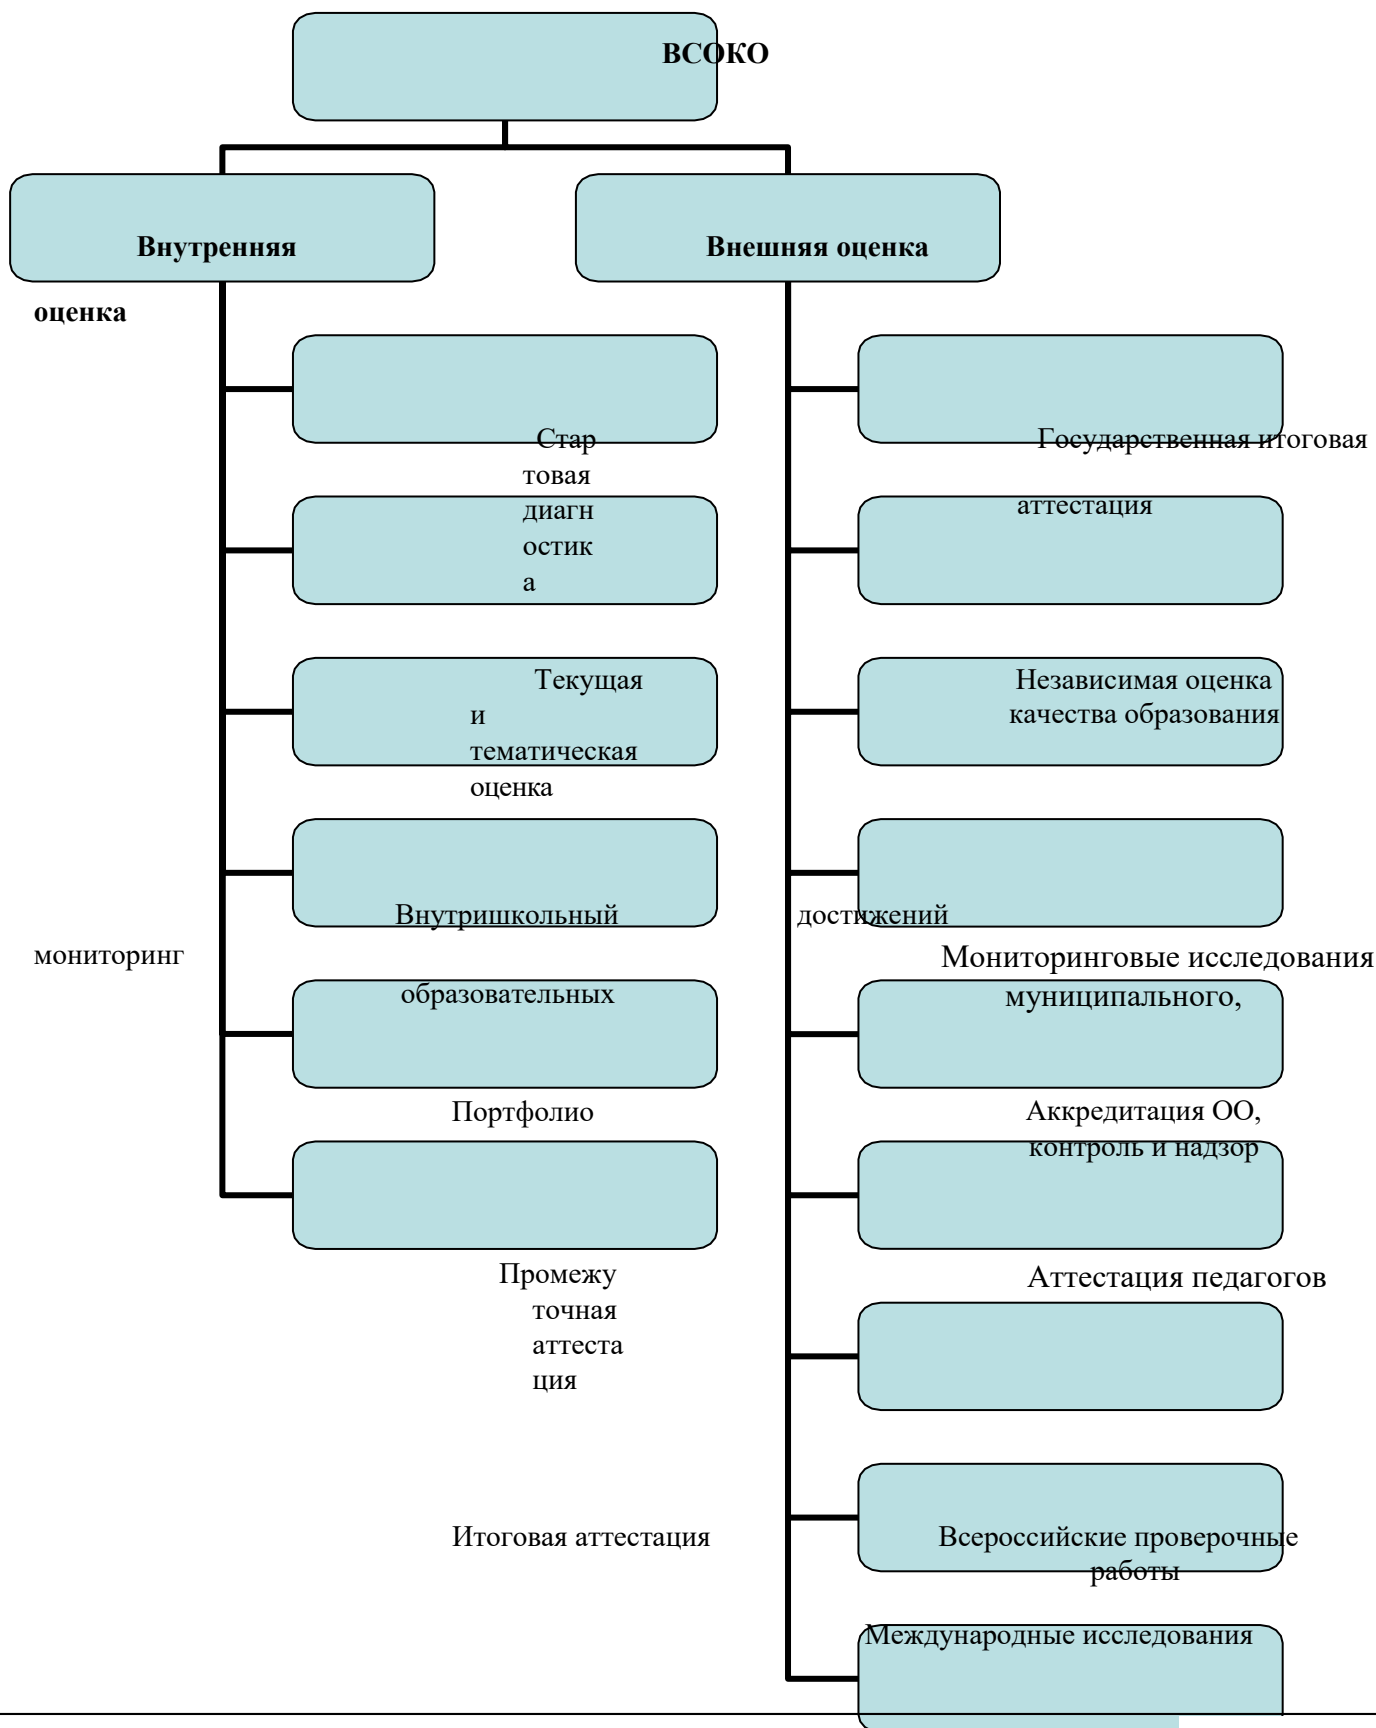 ВСОКО
Внутренняя
оценка
Внешняя оценка
Стар
товая
диагн
остик
а
Государственная итоговая
аттестация
Текущая
и
тематическая
оценка
Независимая оценка
качества образования
Внутришкольный
мониторинг
образовательных
достижений
Мониторинговые исследования
муниципального,
Портфолио
Аккредитация ОО,
контроль и надзор
Промежу
точная
аттеста
ция
Аттестация педагогов
Итоговая аттестация
Всероссийские проверочные
работы
Международные исследования